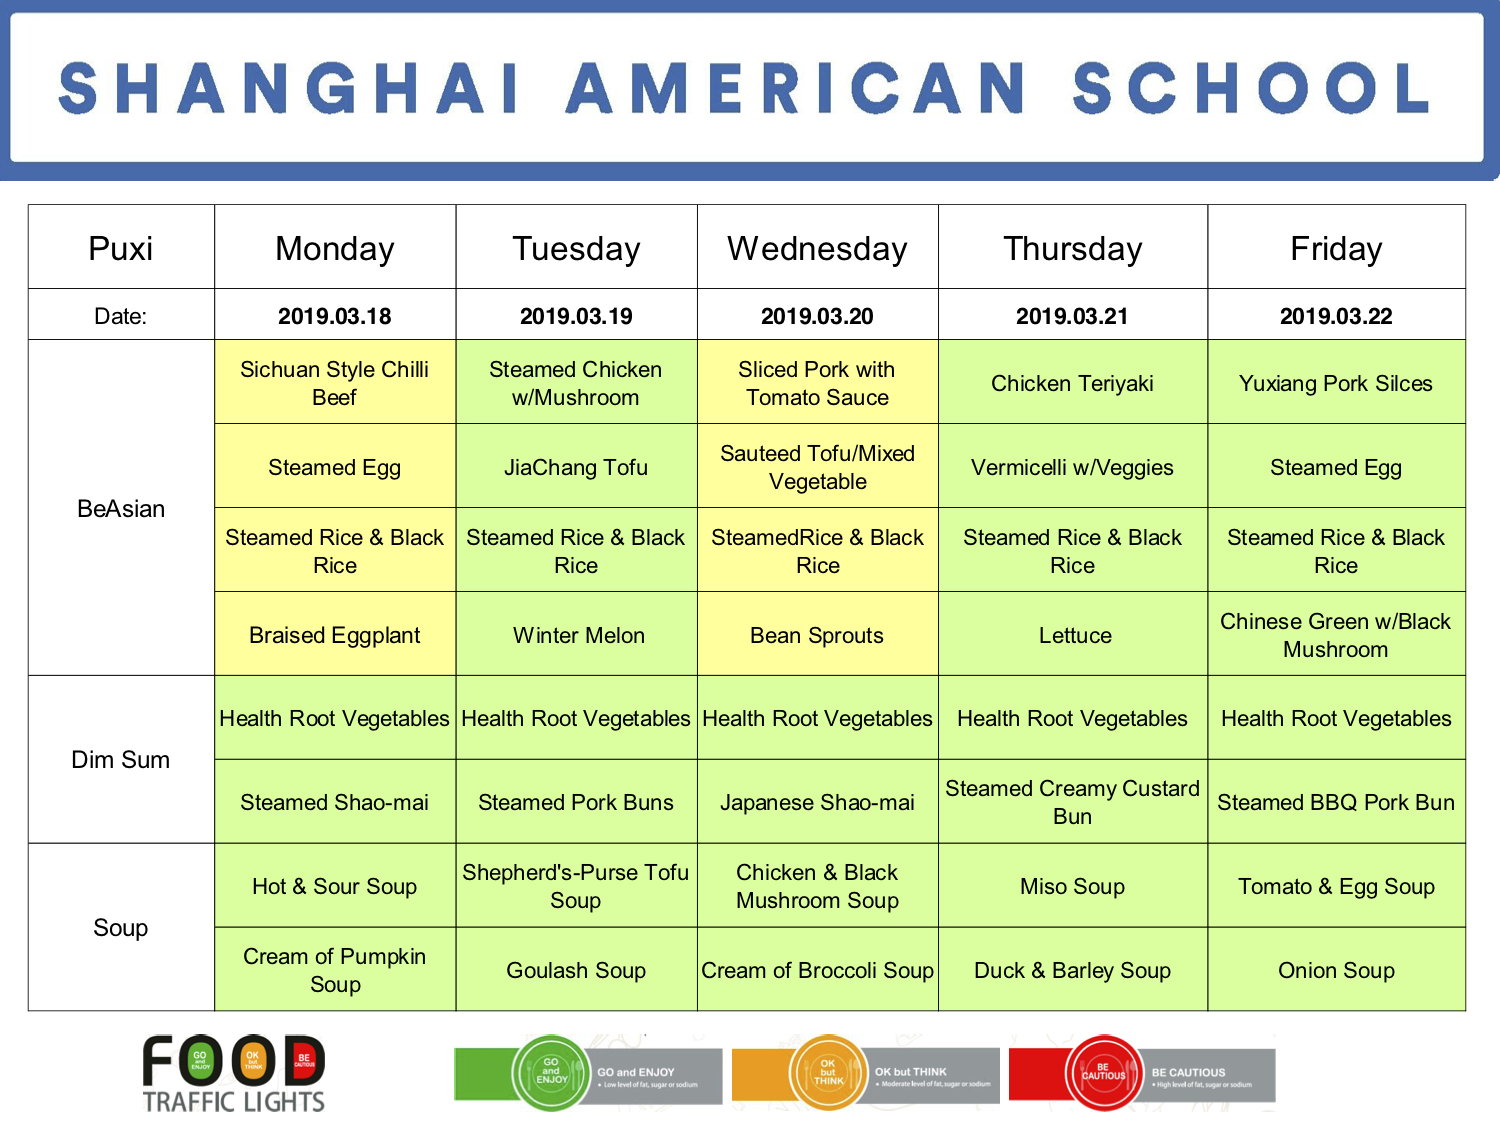 SHANGHAI AMERICAN SCHOOL
Puxi Monday Tuesday Wednesday Thursday Friday
Date: 2019.03.18 2019.03.19 2019.03.20 2019.03.21 2019.03.22
BeAsian
Sichuan Style Chilli
Beef
Steamed Chicken
w/Mushroom
Sliced Pork with
Tomato Sauce
Chicken Teriyaki
Yuxiang Pork Silces
Steamed Egg
JiaChang Tofu
Sauteed Tofu/Mixed
Vegetable
Vermicelli w/Veggies
Steamed Egg
Steamed Rice & Black
Rice
Steamed Rice & Black
Rice
SteamedRice & Black
Rice
Steamed Rice & Black
Rice
Steamed Rice & Black
Rice
Braised Eggplant
Winter Melon
Bean Sprouts
Lettuce
Chinese Green w/Black
Mushroom
Dim Sum
Health Root Vegetables
Health Root Vegetables
Health Root Vegetables
Health Root Vegetables
Health Root Vegetables
Steamed Shao-mai
Steamed Pork Buns
Japanese Shao-mai
Steamed Creamy Custard
Bun
Steamed BBQ Pork Bun
Soup
Hot & Sour Soup
Shepherd's-Purse Tofu
Soup
Chicken & Black
Mushroom Soup
Miso Soup
Tomato & Egg Soup
Cream of Pumpkin
Soup
Goulash Soup
Cream of Broccoli Soup
Duck & Barley Soup
Onion Soup
FOOD
GO
and
ENJOY
OK
but
THINK
BE
CAUTIOUS
TRAFFIC LIGHTS
GO
and
ENJOY
GO and ENJOY
• Low level of fat, sugar or sodium
OK
but
THINK
OK but THINK
• Moderate level of fat, sugar or sodium
BE
CAUTIOUS
BE CAUTIOUS
• High level of fat, sugar or sodium